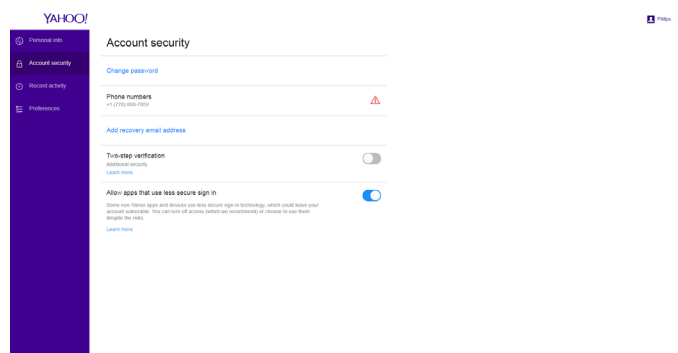 YAHOO!
Philips
Personal info
Account security
Recent activity
Preferences
Account security
Change password
Phone numbers
+1 (770)
Add recovery email address
Two-step verification
Additional security
Learn more
Allow apps that use less secure sign in
Some non-Yahoo apps and devices use less secure sign-in technology, which could leave your
account vulnerable. You can turn off access (which we recommend) or choose to use them
despite the risks.
Learn more